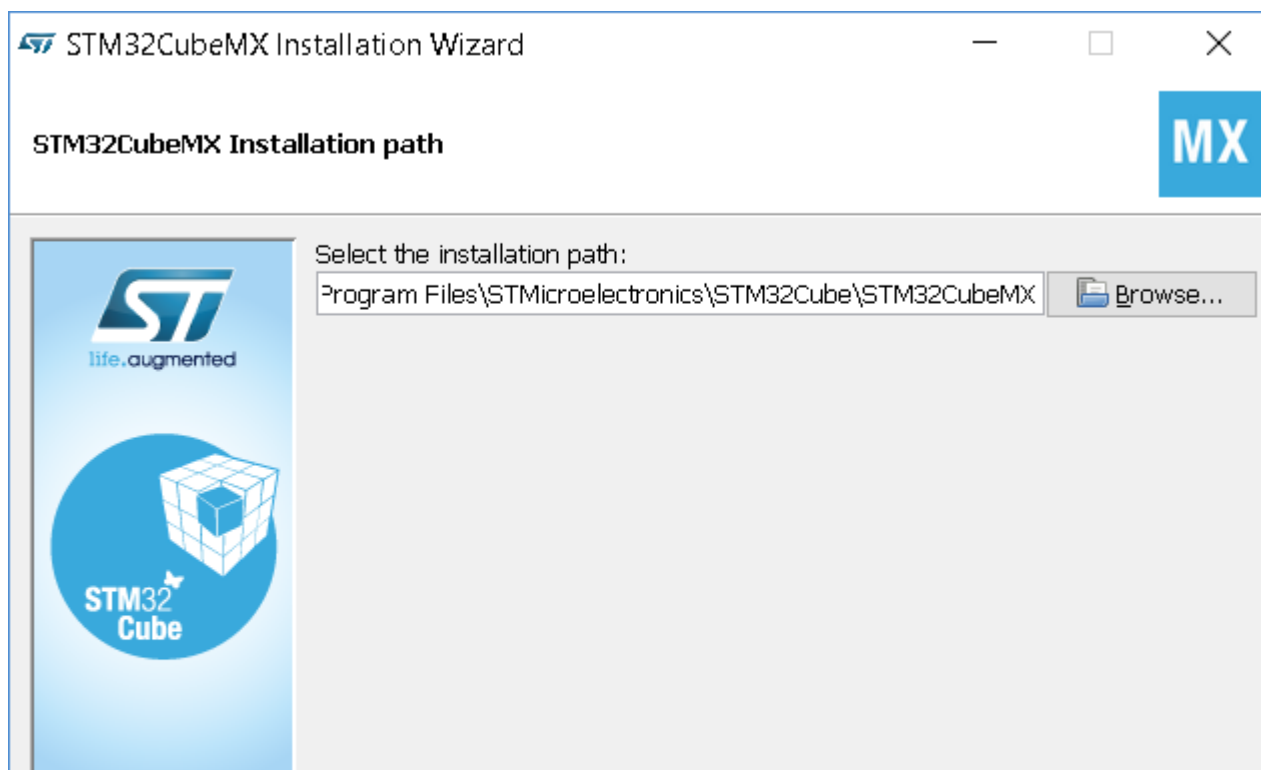 STM32CubeMX Installation Wizard
STM32CubeMX Installation path
MX
Select the installation path:
Program Files\STMicroelectronics\STM32Cube\STM32CubeMX
Browse...
ST
life.augmented
STM32
Cube